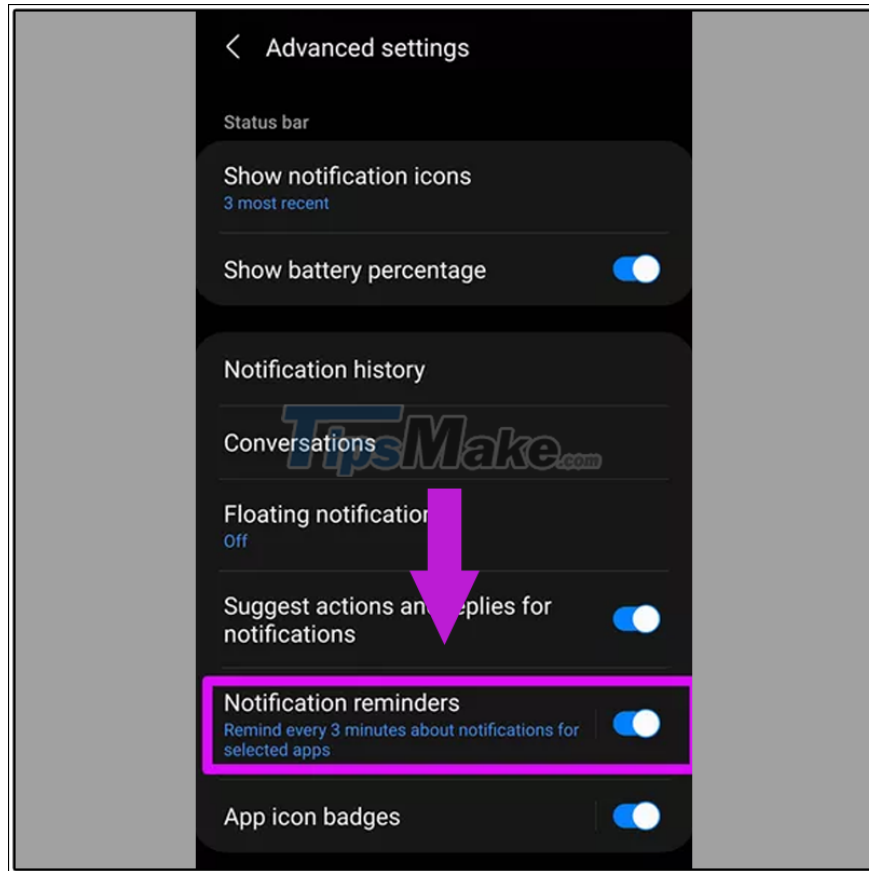 Advanced settings
Status bar
Show notification icons
3 most recent
Show battery percentage
Notification history
Conversations
TipsMake.com
Floating notification
Off
Suggest actions and replies for
notifications
Notification reminders
Remind every 3 minutes about notifications for
selected apps
App icon badges